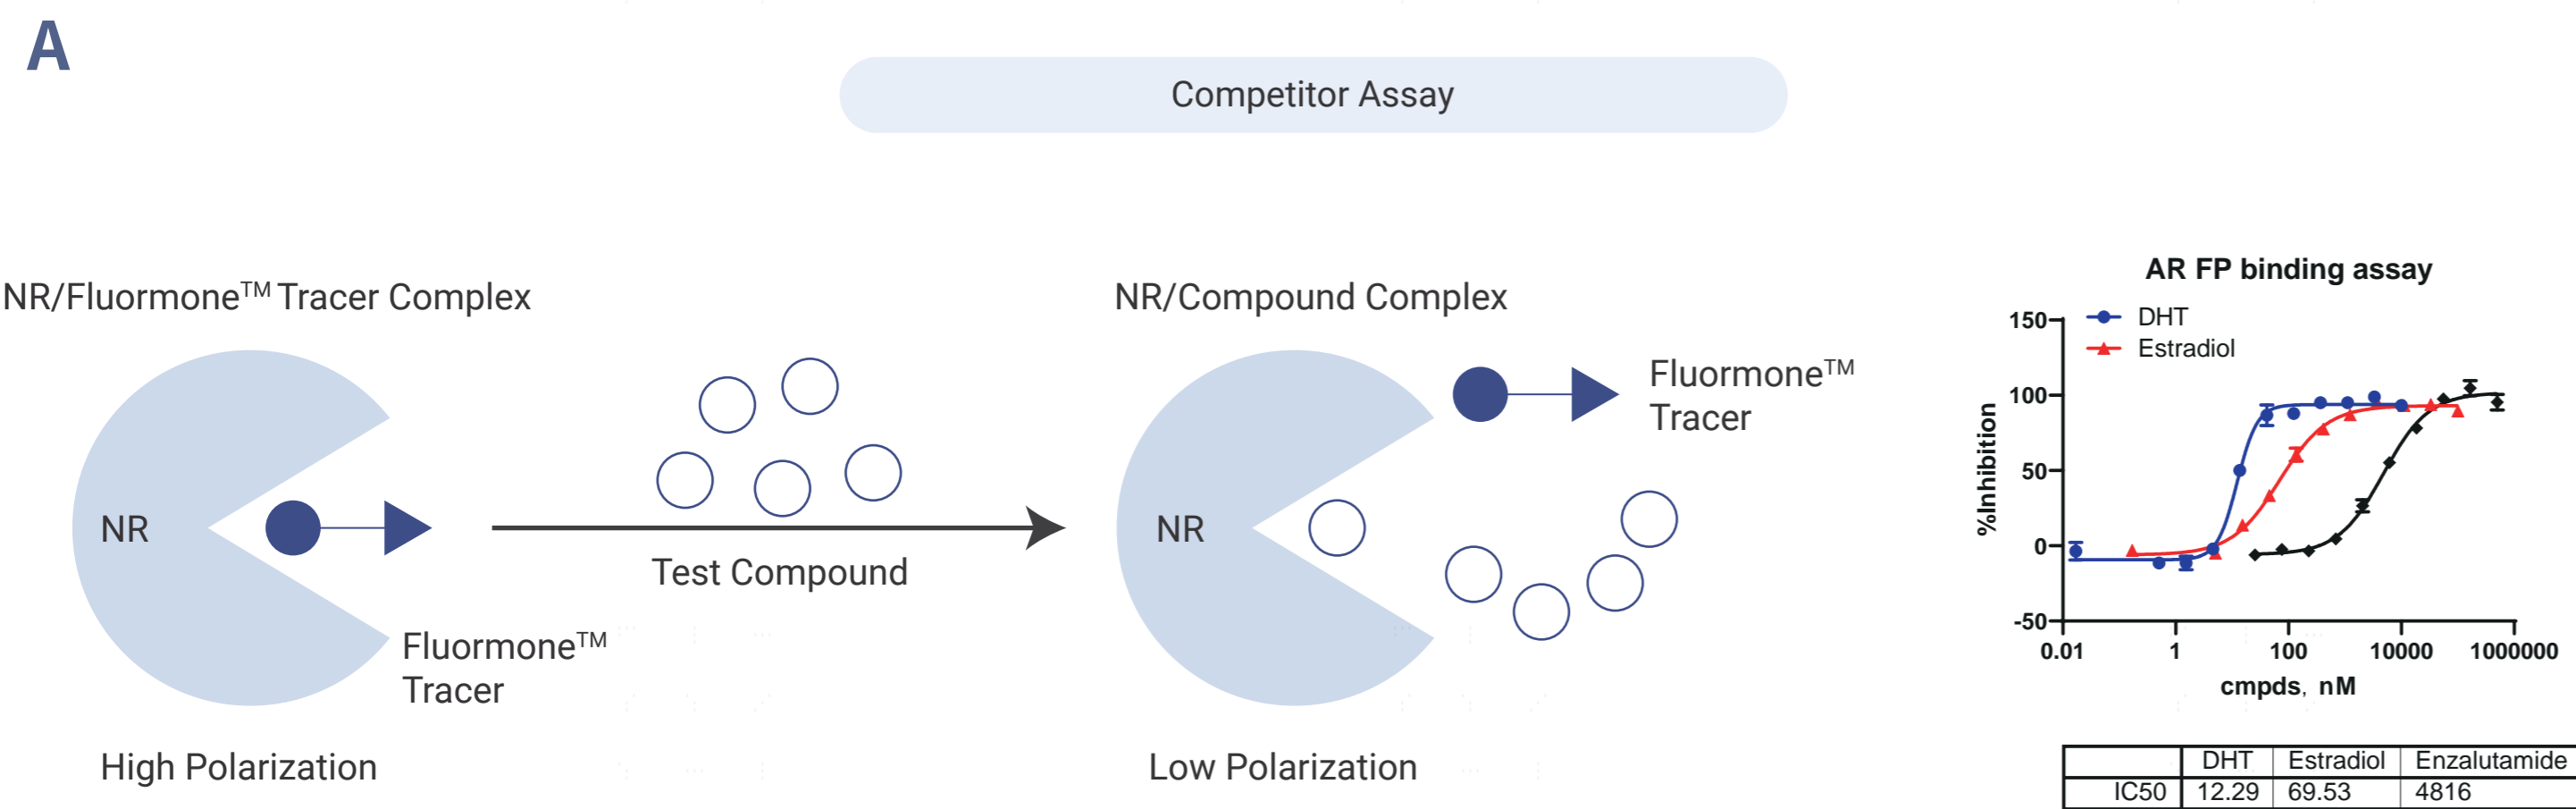 A
Competitor Assay
NR/Fluormone™ Tracer Complex
NR
Fluormone™
Tracer
High Polarization
Test Compound
NR/Compound Complex
NR
Fluormone™
Tracer
Low Polarization
AR FP binding assay
DHT
Estradiol
%Inhibition
150
100
50
0
-50
0.01 1 100 10000 1000000
cmpds, nM
DHT Estradiol Enzalutamide
IC50 12.29 69.53 4816